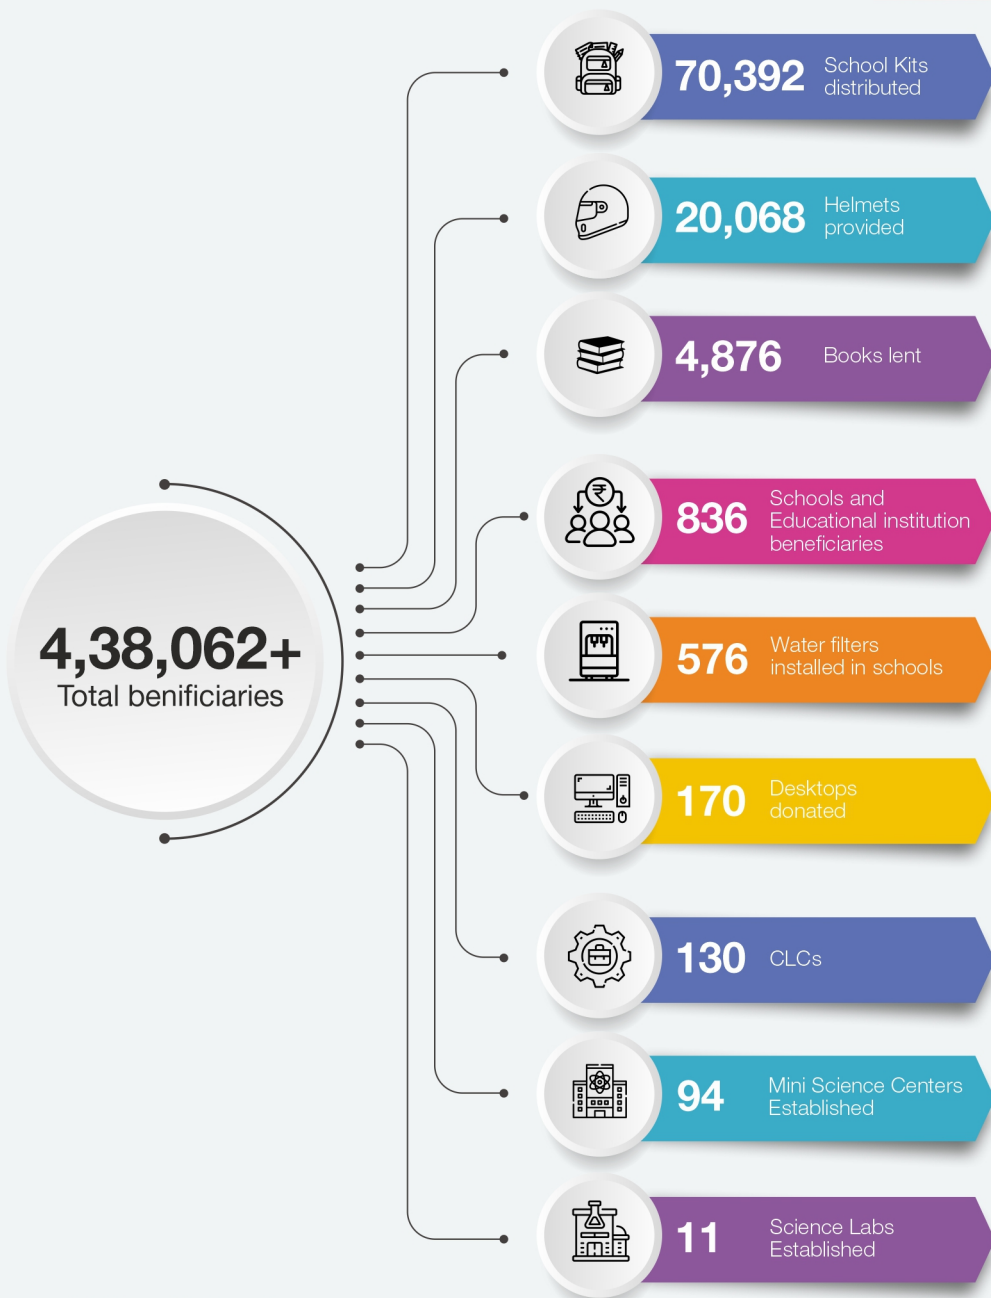 70,392
School Kits
distributed
20,068
Helmets
provided
4,876
Books lent
836
Schools and
Educational institution
beneficiaries
4,38,062+
Total benificiaries
576
Water filters
installed in schools
170
Desktops
donated
130
CLCs
94
Mini Science Centers
Established
11
Science Labs
Established